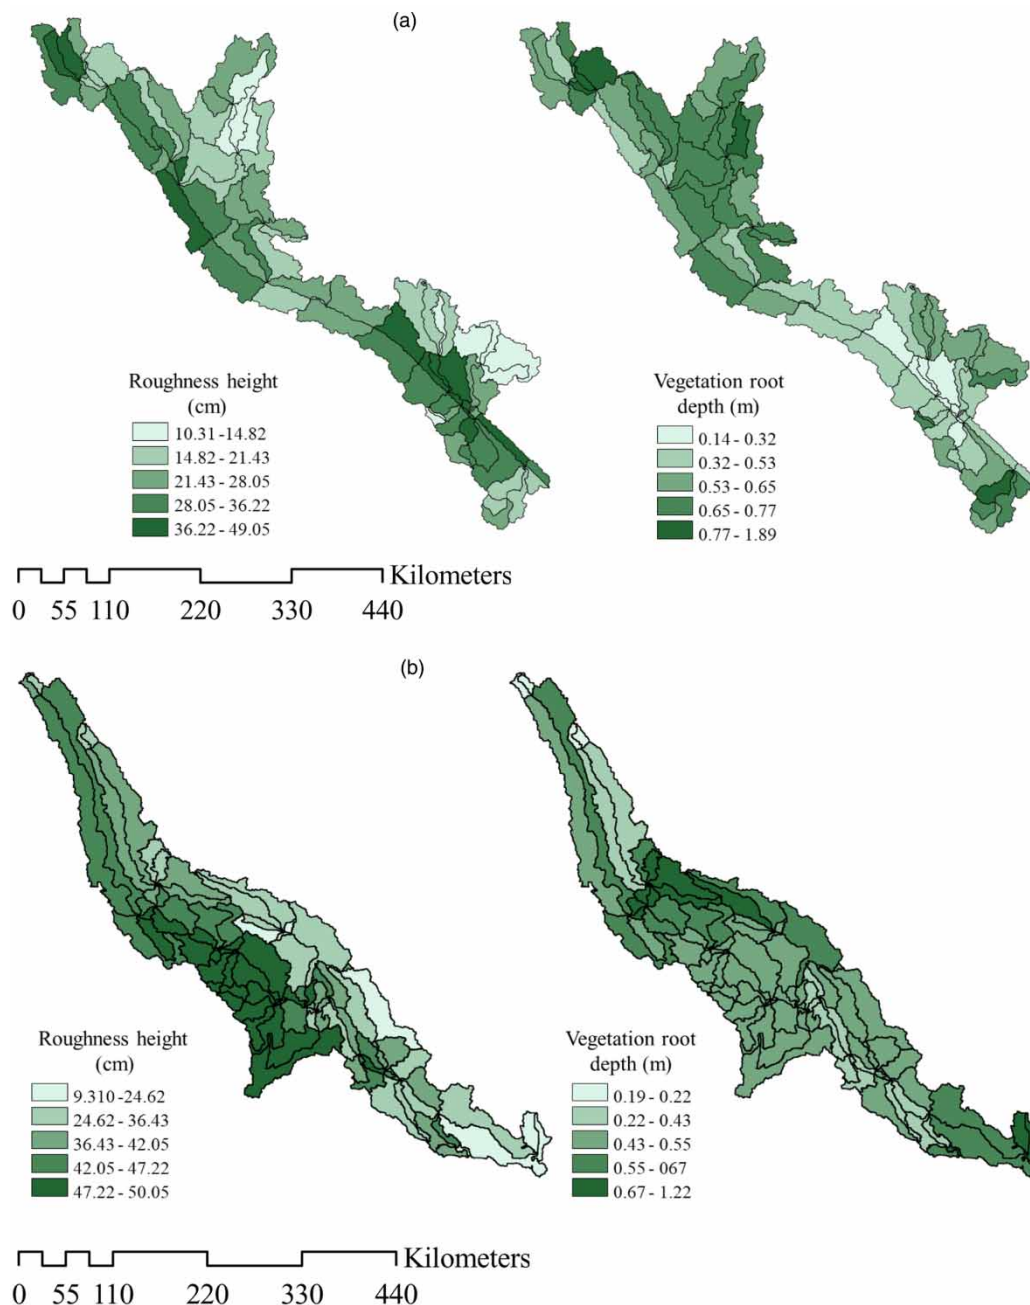 (a)
Roughness height
(cm)
10.31 -14.82
14.82 - 21.43
21.43 - 28.05
28.05 - 36.22
36.22 - 49.05
Vegetation root
depth (m)
0.14 - 0.32
0.32 - 0.53
0.53 - 0.65
0.65 - 0.77
0.77 - 1.89
Kilometers
0 55 110 220 330 440
(b)
Roughness height
(cm)
9.310 -24.62
24.62 - 36.43
36.43 - 42.05
42.05 - 47.22
47.22 - 50.05
Vegetation root
depth (m)
0.19 - 0.22
0.22 - 0.43
0.43 - 0.55
0.55 - 067
0.67 - 1.22
Kilometers
0 55 110 220 330 440